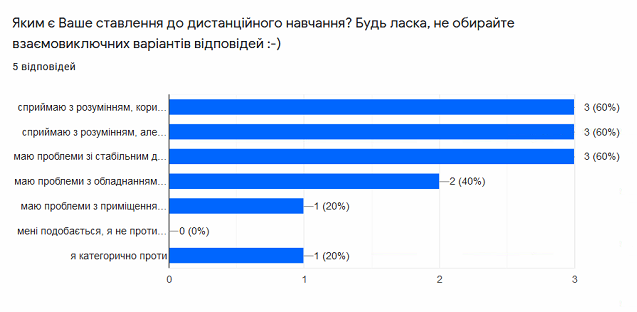 Яким є Ваше ставлення до дистанційного навчання? Будь ласка, не обирайте
взаємовиключних варіантів відповідей :-)
5 відповідей
сприймаю з розумінням, кори... 3 (60%)
сприймаю з розумінням, але... 3 (60%)
маю проблеми зі стабільним д... 3 (60%)
маю проблеми з обладнанням... 2 (40%)
маю проблеми з приміщення... 1 (20%)
мені подобається, я не проти... 0 (0%)
я категорично проти 1 (20%)
0 1 2 3